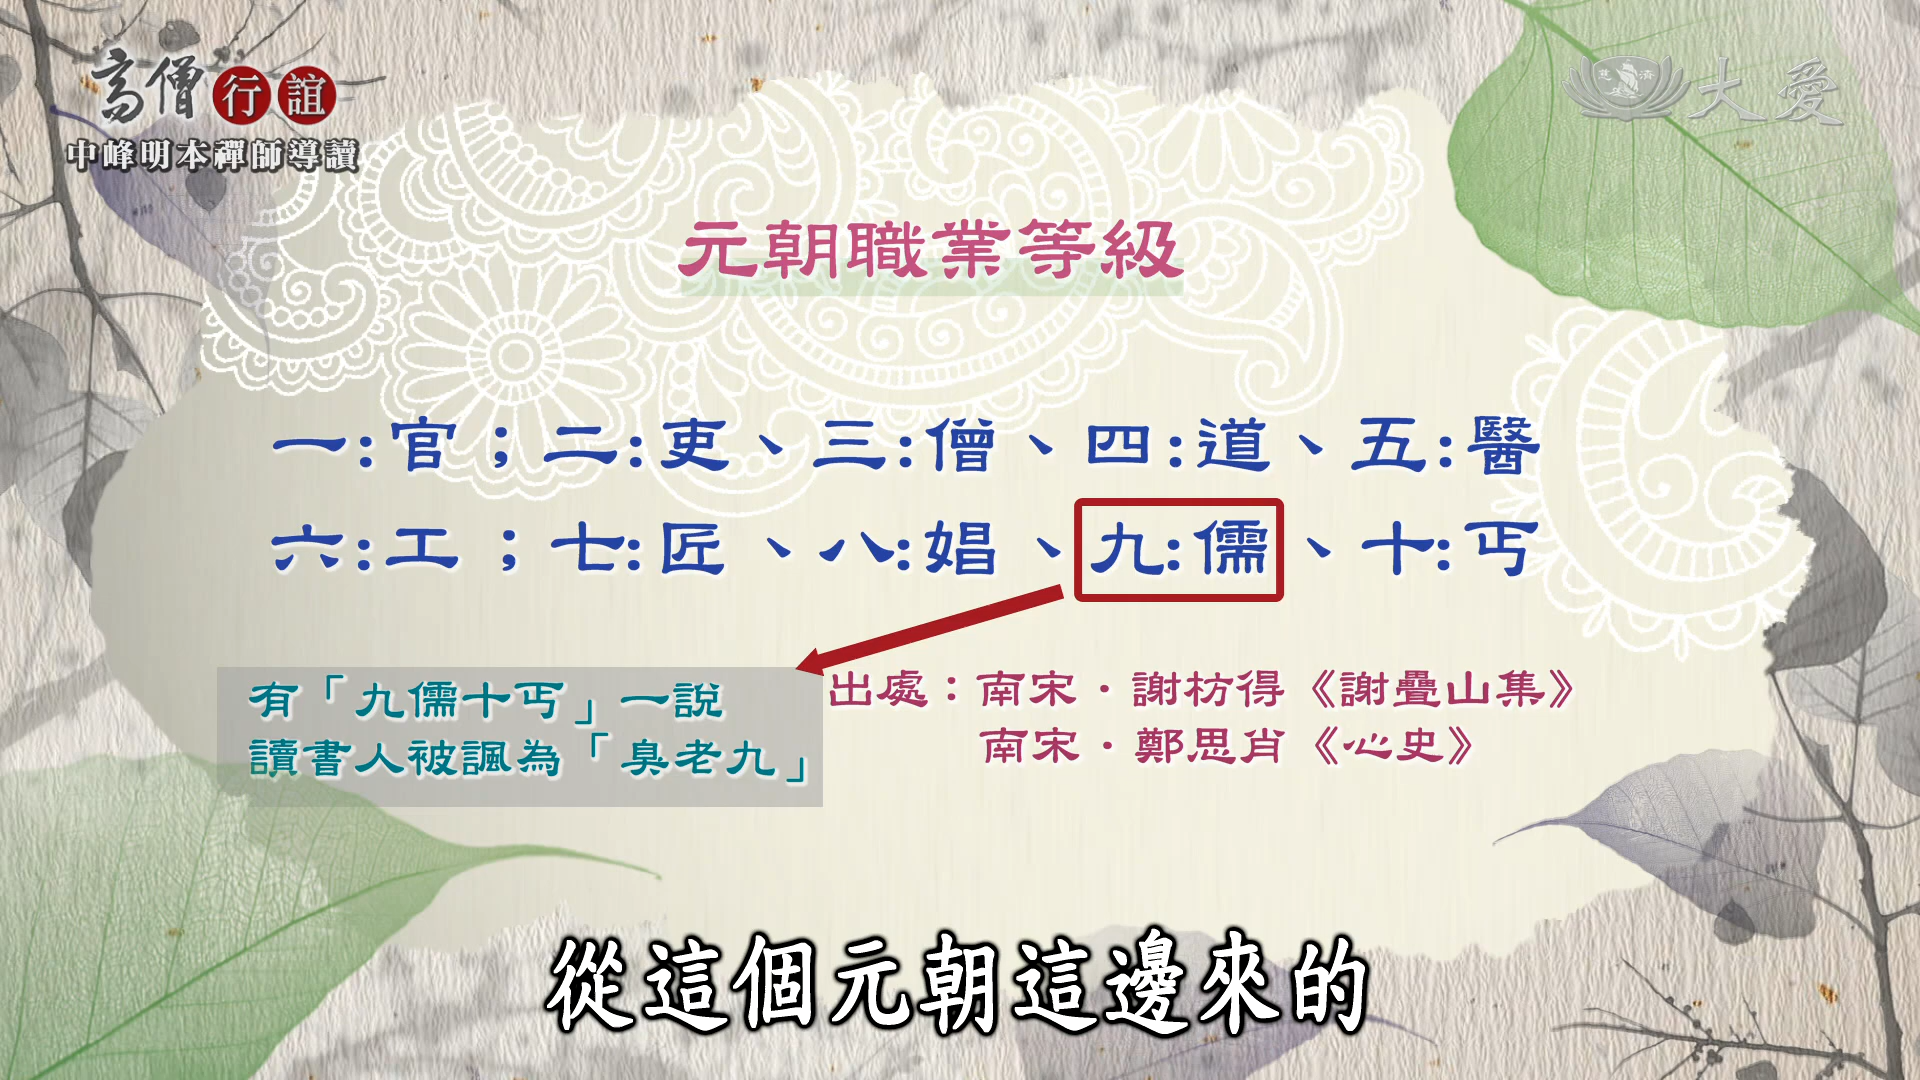 高僧行誼
中峰明本禪師導讀
慈濟
大愛
元朝職業等級
一:官；二:吏、三:僧、四:道、五:醫
六:工；七:匠、八:娼、九:儒、十:丐
有「九儒十丐」一說
讀書人被諷為「臭老九」
出處：南宋．謝枋得《謝疊山集》
南宋．鄭思肖《心史》
從這個元朝這邊來的